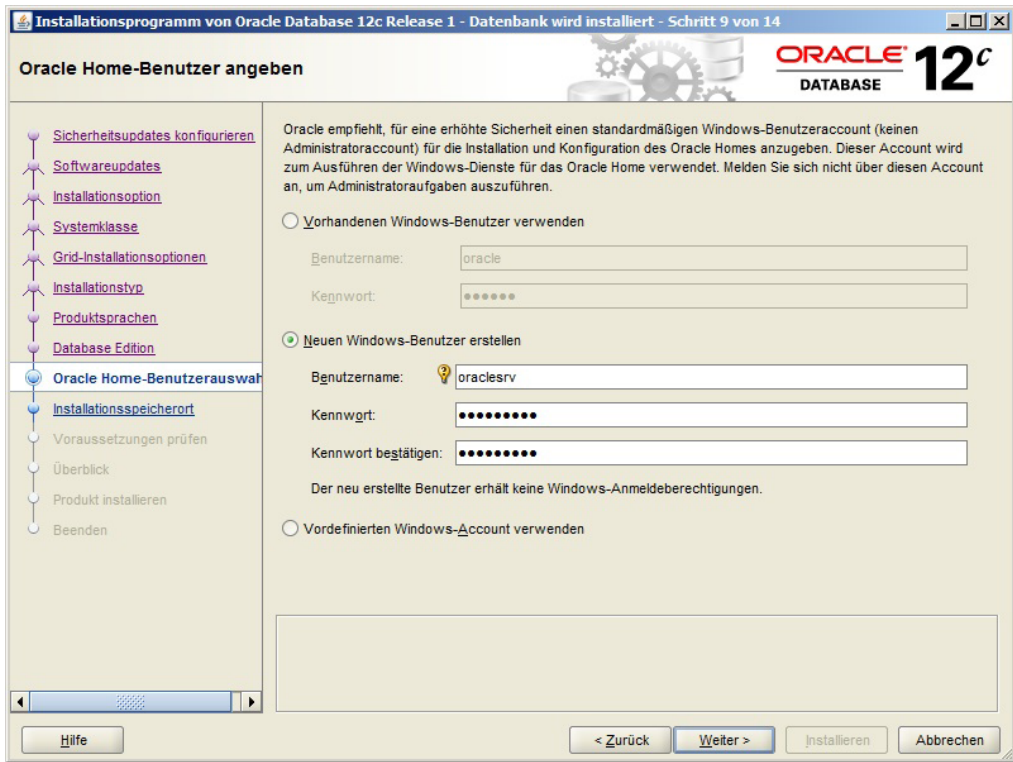 Installationsprogramm von Oracle Database 12c Release 1 - Datenbank wird installiert - Schritt 9 von 14
Oracle Home-Benutzer angeben
ORACLE
DATABASE
12c
Sicherheitsupdates konfigurieren
Softwareupdates
Installationsoption
Systemklasse
Grid-Installationsoptionen
Installationstyp
Produktsprachen
Database Edition
Oracle Home-Benutzerauswah
Installationsspeicherort
Voraussetzungen prüfen
Überblick
Produkt installieren
Beenden
Oracle empfiehlt, für eine erhöhte Sicherheit einen standardmäßigen Windows-Benutzeraccount (keinen
Administratoraccount) für die Installation und Konfiguration des Oracle Homes anzugeben. Dieser Account wird
zum Ausführen der Windows-Dienste für das Oracle Home verwendet. Melden Sie sich nicht über diesen Account
an, um Administratoraufgaben auszuführen.
Vorhandenen Windows-Benutzer verwenden
Benutzername: oracle
Kennwort: ●●●●●●
Neuen Windows-Benutzer erstellen
Benutzername: oraclesrv
Kennwort: ●●●●●●●●●
Kennwort bestätigen: ●●●●●●●●●
Der neu erstellte Benutzer erhält keine Windows-Anmeldeberechtigungen.
Vordefinierten Windows-Account verwenden
Hilfe
< Zurück
Weiter >
Installieren
Abbrechen